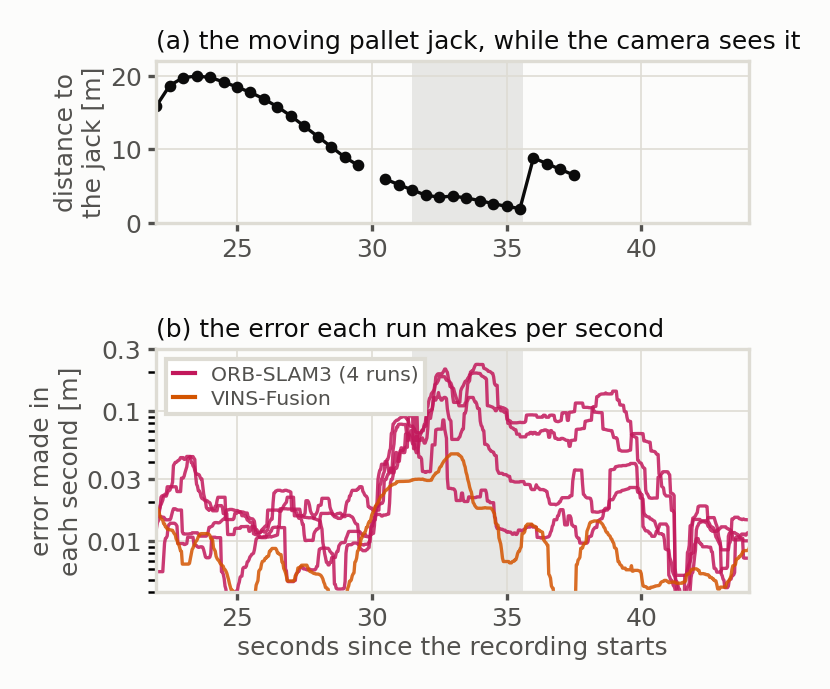 (a) the moving pallet jack, while the camera sees it
distance to
the jack [m]
20
10
0
25 30 35 40
(b) the error each run makes per second
error made in
each second [m]
0.3
0.1
0.03
0.01
ORB-SLAM3 (4 runs)
VINS-Fusion
25 30 35 40
seconds since the recording starts